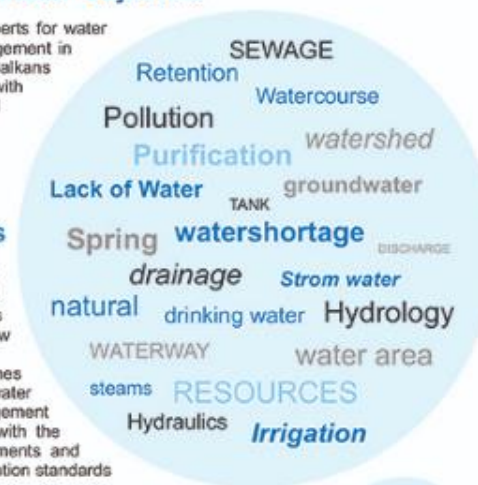 erts for water
gement in
alkans
with
SEWAGE
Retention
Watercourse
Pollution
watershed
Purification
Lack of Water
groundwater
TANK
Spring
watershortage
DISCHARGE
drainage
Strom water
natural
drinking water
Hydrology
WATERWAY
water area
steams
RESOURCES
Hydraulics
Irrigation
s
s
w
nes
ater
ement
with the
ments and
tion standards